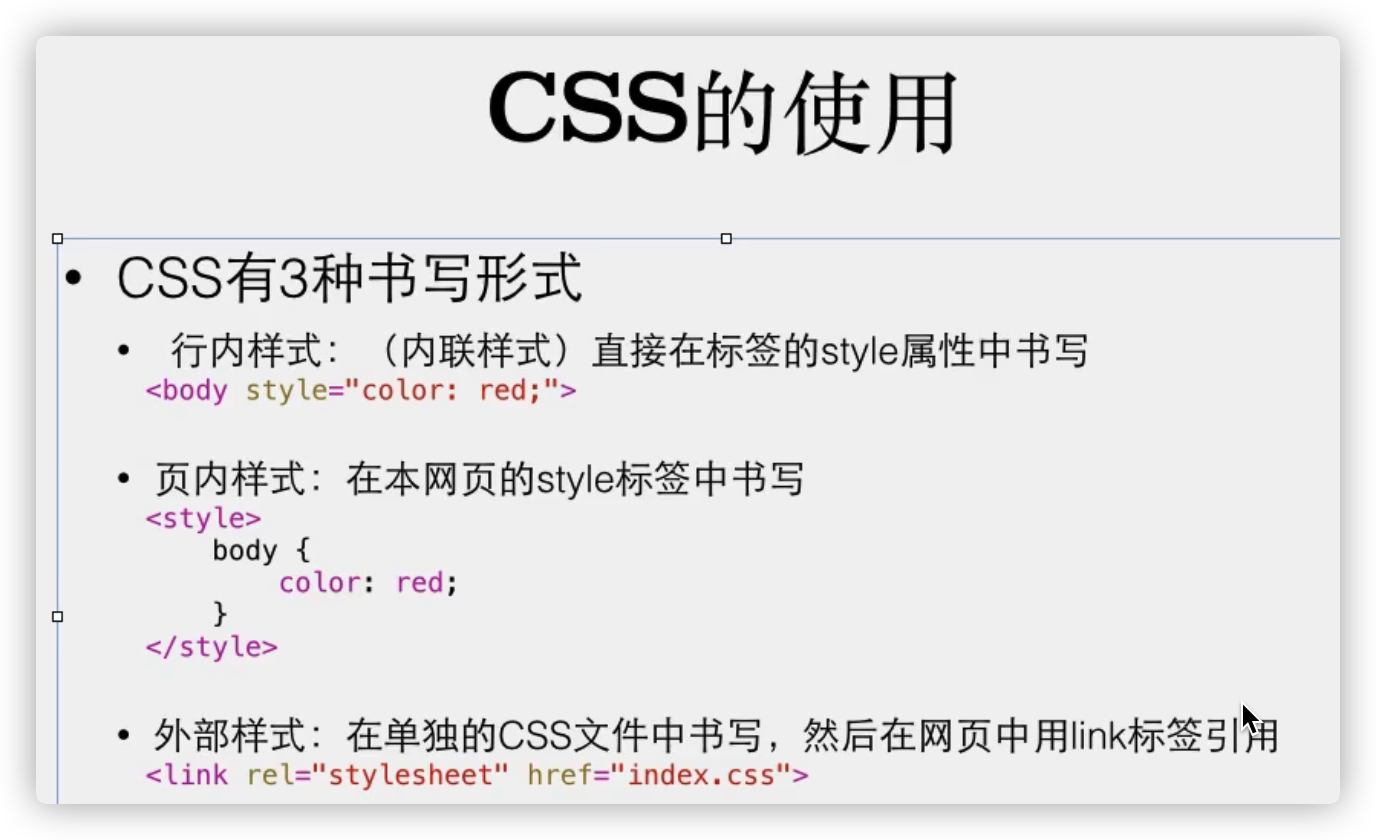 CSS的使用
• CSS有3种书写形式
• 行内样式：（内联样式）直接在标签的style属性中书写
<body style="color: red;">
• 页内样式：在本网页的style标签中书写
<style>
    body {
        color: red;
    }
</style>
• 外部样式：在单独的CSS文件中书写，然后在网页中用link标签引用
<link rel="stylesheet" href="index.css">